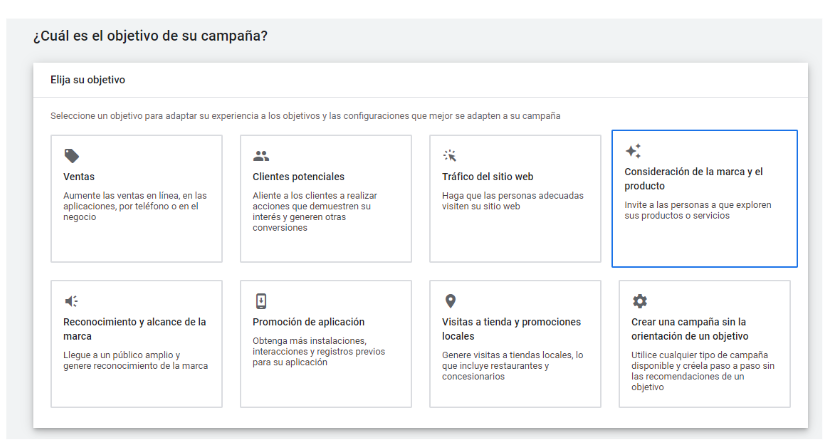 ¿Cuál es el objetivo de su campaña?
Elija su objetivo
Seleccione un objetivo para adaptar su experiencia a los objetivos y las configuraciones que mejor se adapten a su campaña
Ventas
Aumente las ventas en línea, en las
aplicaciones, por teléfono o en el
negocio
Clientes potenciales
Aliente a los clientes a realizar
acciones que demuestren su
interés y generen otras
conversiones
Tráfico del sitio web
Haga que las personas adecuadas
visiten su sitio web
Consideración de la marca y el
producto
Invite a las personas a que exploren
sus productos o servicios
Reconocimiento y alcance de la
marca
Llegue a un público amplio y
genere reconocimiento de la marca
Promoción de aplicación
Obtenga más instalaciones,
interacciones y registros previos
para su aplicación
Visitas a tienda y promociones
locales
Genere visitas a tiendas locales, lo
que incluye restaurantes y
concesionarios
Crear una campaña sin la
orientación de un objetivo
Utilice cualquier tipo de campaña
disponible y créela paso a paso sin
las recomendaciones de un
objetivo